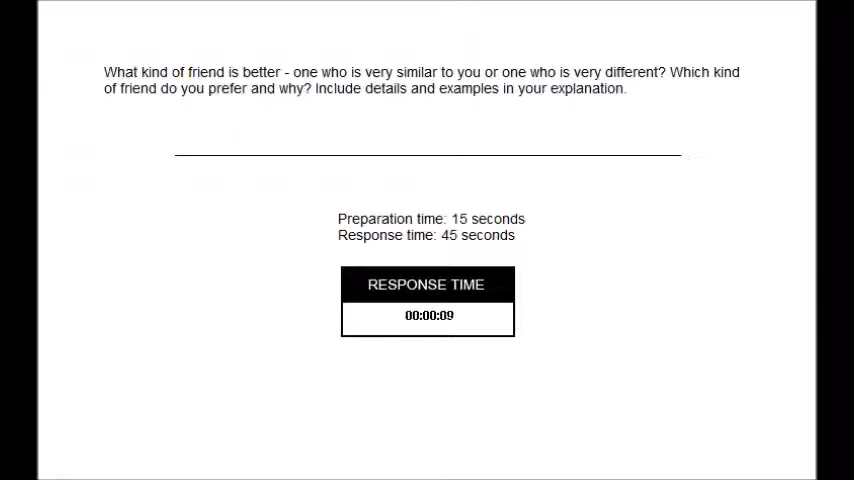 What kind of friend is better - one who is very similar to you or one who is very different? Which kind
of friend do you prefer and why? Include details and examples in your explanation.
Preparation time: 15 seconds
Response time: 45 seconds
RESPONSE TIME
00:00:09